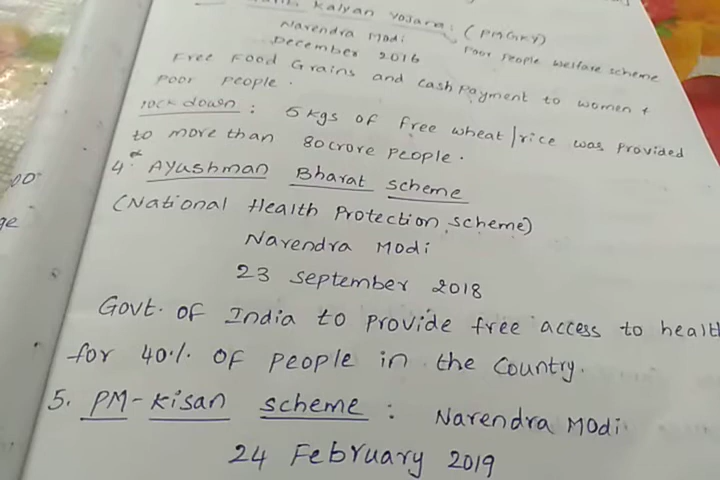 Kalyan Yojana: (PMGKY)
Narendra Modi Poor People welfare scheme
December 2016
Free Food Grains and cash payment to women &
poor people.
lockdown : 5 kgs of free wheat/rice was provided
to more than 80 crore people.
4. Ayushman Bharat scheme
(National Health Protection scheme)
Narendra Modi
23 September 2018
Govt. of India to provide free access to healt
for 40% of people in the country.
5. PM-Kisan scheme : Narendra Modi
24 February 2019